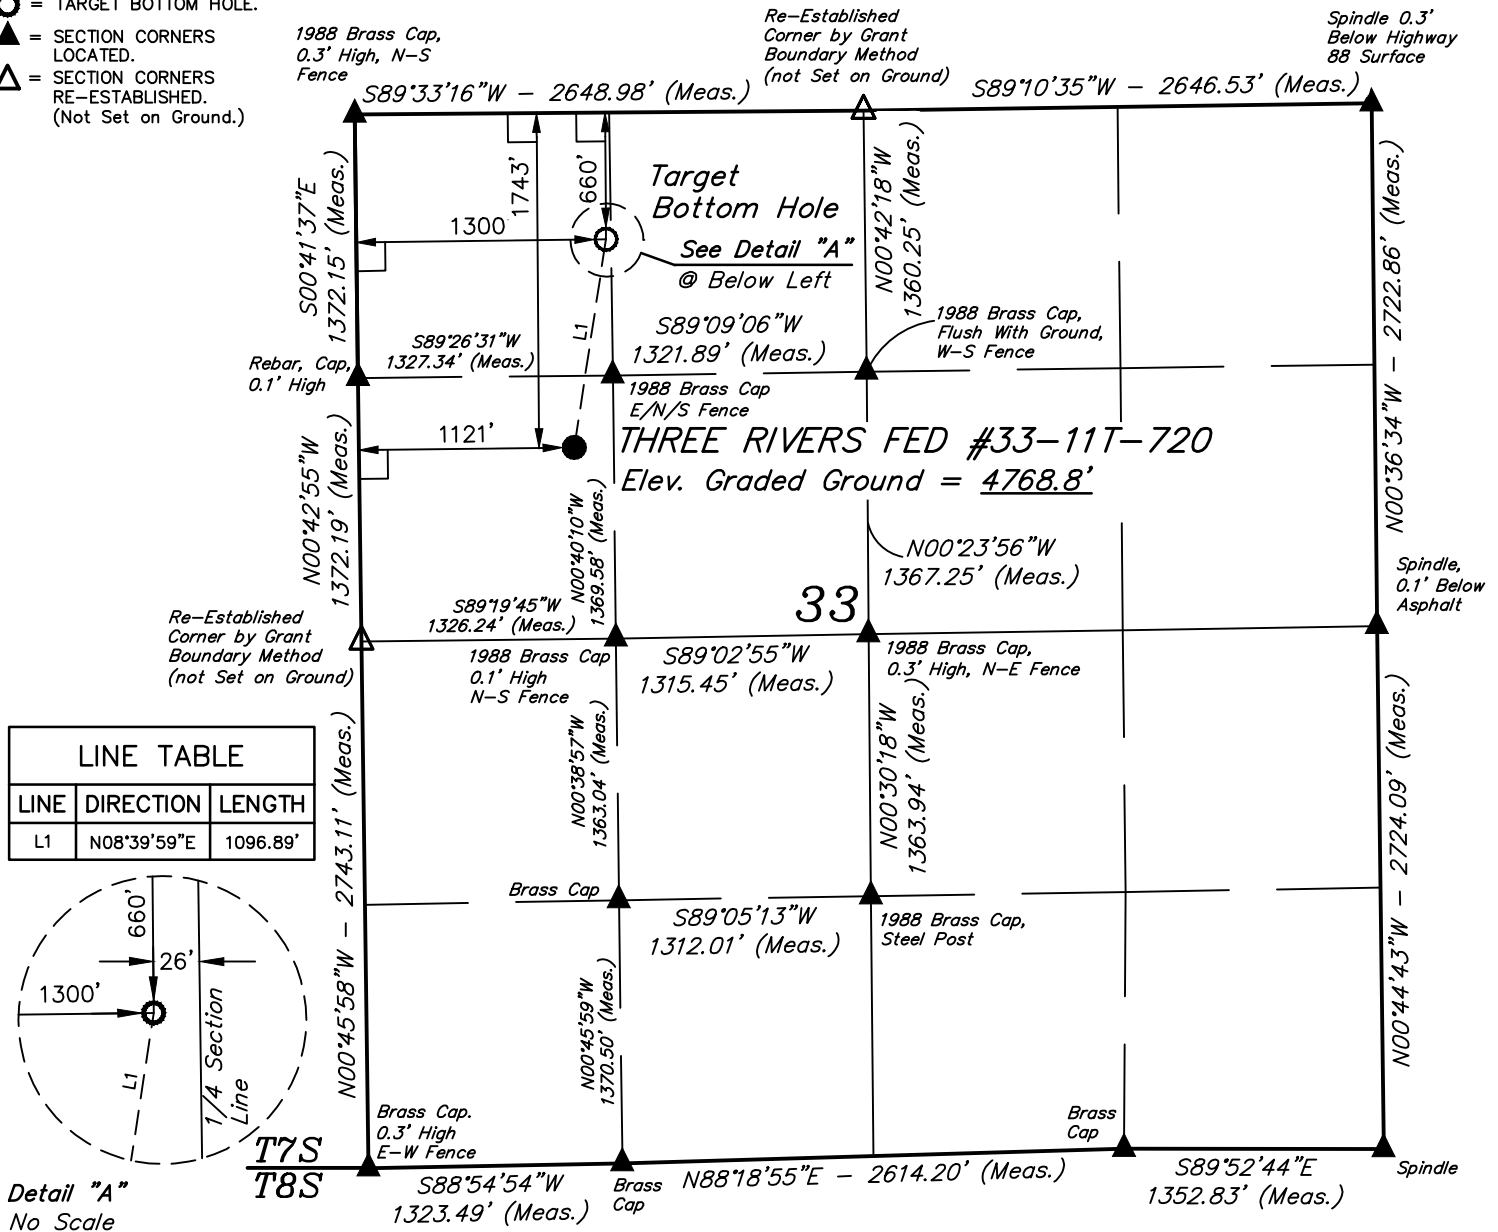 = TARGET BOTTOM HOLE.
= SECTION CORNERS
LOCATED.
= SECTION CORNERS
RE-ESTABLISHED.
(Not Set on Ground.)
1988 Brass Cap,
0.3' High, N-S
Fence
Re-Established
Corner by Grant
Boundary Method
(not Set on Ground)
Spindle 0.3'
Below Highway
88 Surface
S89°33'16"W - 2648.98' (Meas.)
S89°10'35"W - 2646.53' (Meas.)
S00°41'37"E
1372.15' (Meas.)
1743'
660'
1300'
Target
Bottom Hole
See Detail "A"
@ Below Left
N00°42'18"W
1360.25' (Meas.)
N00°36'34"W - 2722.86' (Meas.)
L1
S89°26'31"W
1327.34' (Meas.)
S89°09'06"W
1321.89' (Meas.)
1988 Brass Cap,
Flush With Ground,
W-S Fence
Rebar, Cap,
0.1' High
1988 Brass Cap
E/N/S Fence
1121'
THREE RIVERS FED #33-11T-720
Elev. Graded Ground = 4768.8'
N00°42'55"W
1372.19' (Meas.)
N00°40'10"W
1369.58' (Meas.)
N00°23'56"W
1367.25' (Meas.)
Spindle,
0.1' Below
Asphalt
33
Re-Established
Corner by Grant
Boundary Method
(not Set on Ground)
S89°19'45"W
1326.24' (Meas.)
1988 Brass Cap
0.1' High
N-S Fence
S89°02'55"W
1315.45' (Meas.)
1988 Brass Cap,
0.3' High, N-E Fence
LINE TABLE
LINE DIRECTION LENGTH
L1 N08°39'59"E 1096.89'
N00°45'58"W - 2743.11' (Meas.)
N00°38'57"W
1363.04' (Meas.)
N00°30'18"W
1363.94' (Meas.)
N00°44'43"W - 2724.09' (Meas.)
Brass Cap
S89°05'13"W
1312.01' (Meas.)
1988 Brass Cap,
Steel Post
660'
26'
1300'
L1
1/4 Section
Line
N00°45'59"W
1370.50' (Meas.)
Brass Cap.
0.3' High
E-W Fence
Brass
Cap
T7S
T8S
S88°54'54"W
1323.49' (Meas.)
Brass
Cap
N88°18'55"E - 2614.20' (Meas.)
S89°52'44"E
1352.83' (Meas.)
Spindle
Detail "A"
No Scale